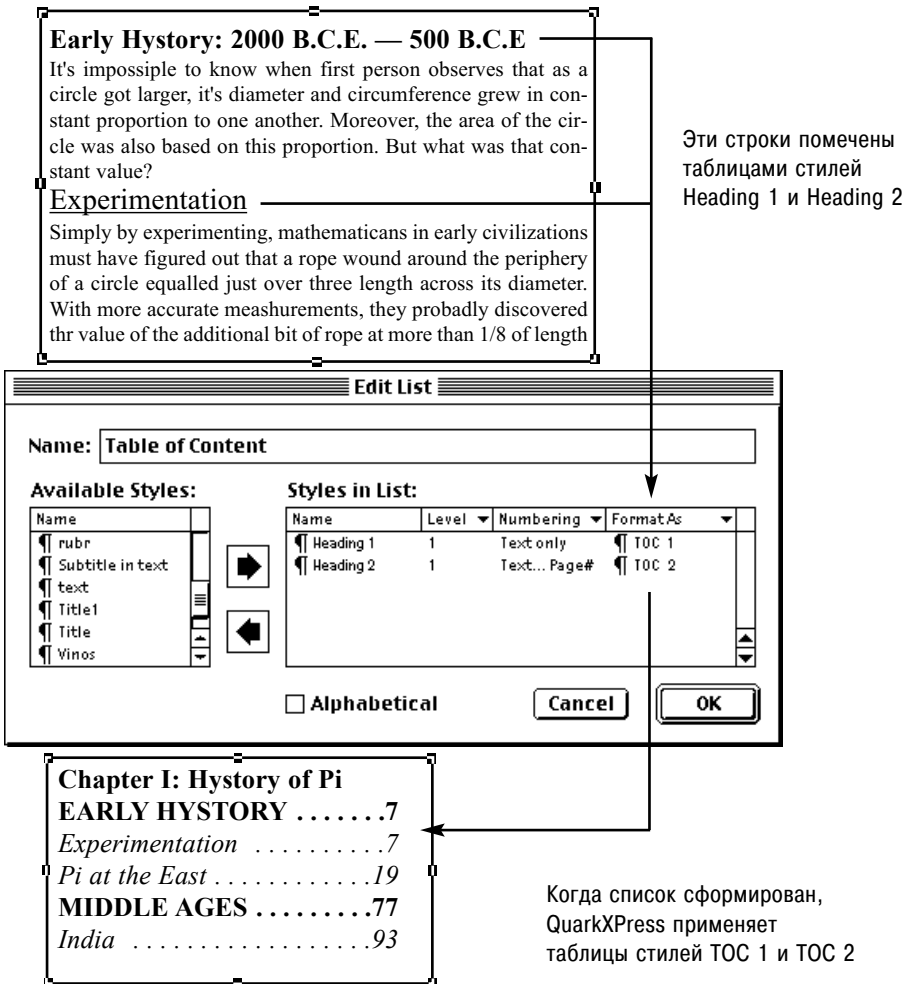 Early Hystory: 2000 B.C.E. — 500 B.C.E
It's impossiple to know when first person observes that as a
circle got larger, it's diameter and circumference grew in con-
stant proportion to one another. Moreover, the area of the cir-
cle was also based on this proportion. But what was that con-
stant value?
Experimentation
Simply by experimenting, mathematicans in early civilizations
must have figured out that a rope wound around the periphery
of a circle equalled just over three length across its diameter.
With more accurate meashurements, they probadly discovered
thr value of the additional bit of rope at more than 1/8 of length
Эти строки помечены
таблицами стилей
Heading 1 и Heading 2
Edit List
Name: Table of Content
Available Styles:
Name
¶ rubr
¶ Subtitle in text
¶ text
¶ Title1
¶ Title
¶ Vinos
Styles in List:
Name Level Numbering Format As
¶ Heading 1 1 Text only ¶ TOC 1
¶ Heading 2 1 Text... Page# ¶ TOC 2
Alphabetical Cancel OK
Chapter I: Hystory of Pi
EARLY HYSTORY . . . . . . .7
Experimentation . . . . . . . . . . .7
Pi at the East . . . . . . . . . . . . .19
MIDDLE AGES . . . . . . . . .77
India . . . . . . . . . . . . . . . . . . .93
Когда список сформирован,
QuarkXPress применяет
таблицы стилей TOC 1 и TOC 2